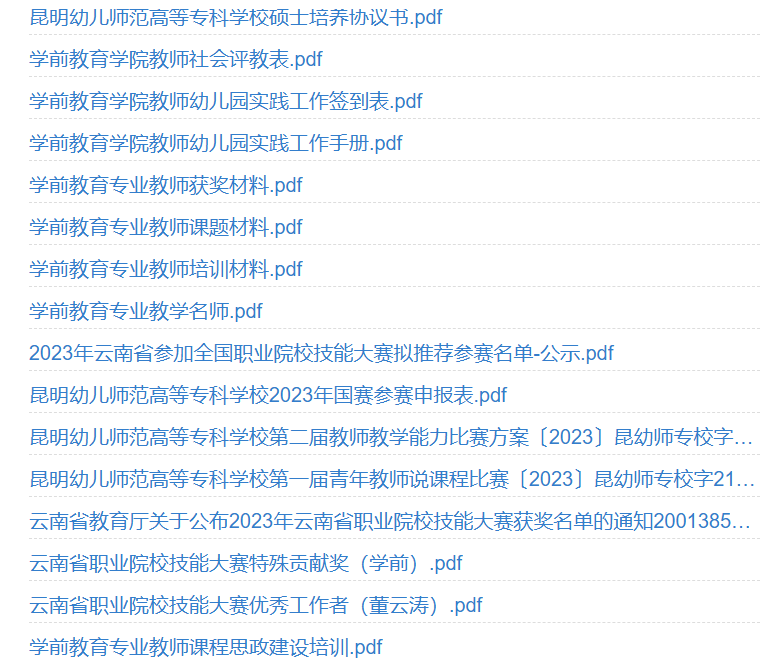 昆明幼儿师范高等专科学校硕士培养协议书.pdf
学前教育学院教师社会评教表.pdf
学前教育学院教师幼儿园实践工作签到表.pdf
学前教育学院教师幼儿园实践工作手册.pdf
学前教育专业教师获奖材料.pdf
学前教育专业教师课题材料.pdf
学前教育专业教师培训材料.pdf
学前教育专业教学名师.pdf
2023年云南省参加全国职业院校技能大赛拟推荐参赛名单-公示.pdf
昆明幼儿师范高等专科学校2023年国赛参赛申报表.pdf
昆明幼儿师范高等专科学校第二届教师教学能力比赛方案〔2023〕昆幼师专校字…
昆明幼儿师范高等专科学校第一届青年教师说课程比赛〔2023〕昆幼师专校字21…
云南省教育厅关于公布2023年云南省职业院校技能大赛获奖名单的通知2001385…
云南省职业院校技能大赛特殊贡献奖（学前）.pdf
云南省职业院校技能大赛优秀工作者（董云涛）.pdf
学前教育专业教师课程思政建设培训.pdf